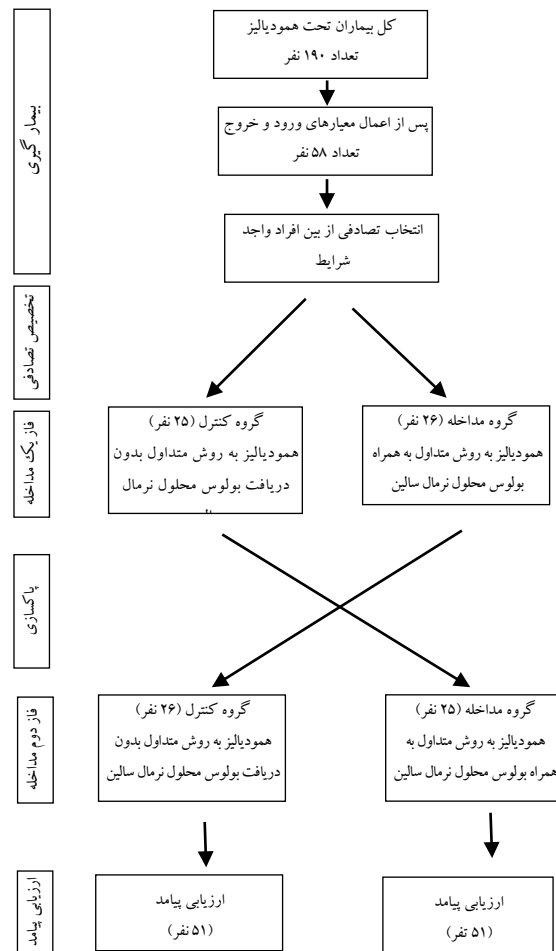 کل بیماران تحت همودیالیز
تعداد ۱۹۰ نفر
پس از اعمال معیارهای ورود و خروج
تعداد ۵۸ نفر
انتخاب تصادفی از بین افراد واجد
شرایط
بیمار گیری
تخصیص تصادفی
گروه مداخله (۲۶ نفر)
همودیالیز به روش متداول به همراه
بولوس محلول نرمال سالین
گروه کنترل (۲۵ نفر)
همودیالیز به روش متداول بدون
دریافت بولوس محلول نرمال
فاز یک مداخله
پاکسازی
گروه مداخله (۲۵ نفر)
همودیالیز به روش متداول به
همراه بولوس محلول نرمال سالین
گروه کنترل (۲۶ نفر)
همودیالیز به روش متداول بدون
دریافت بولوس محلول نرمال سالین
فاز دوم مداخله
ارزیابی پیامد
(۵۱ نفر)
ارزیابی پیامد
(۵۱ نفر)
ارزیابی پیامد